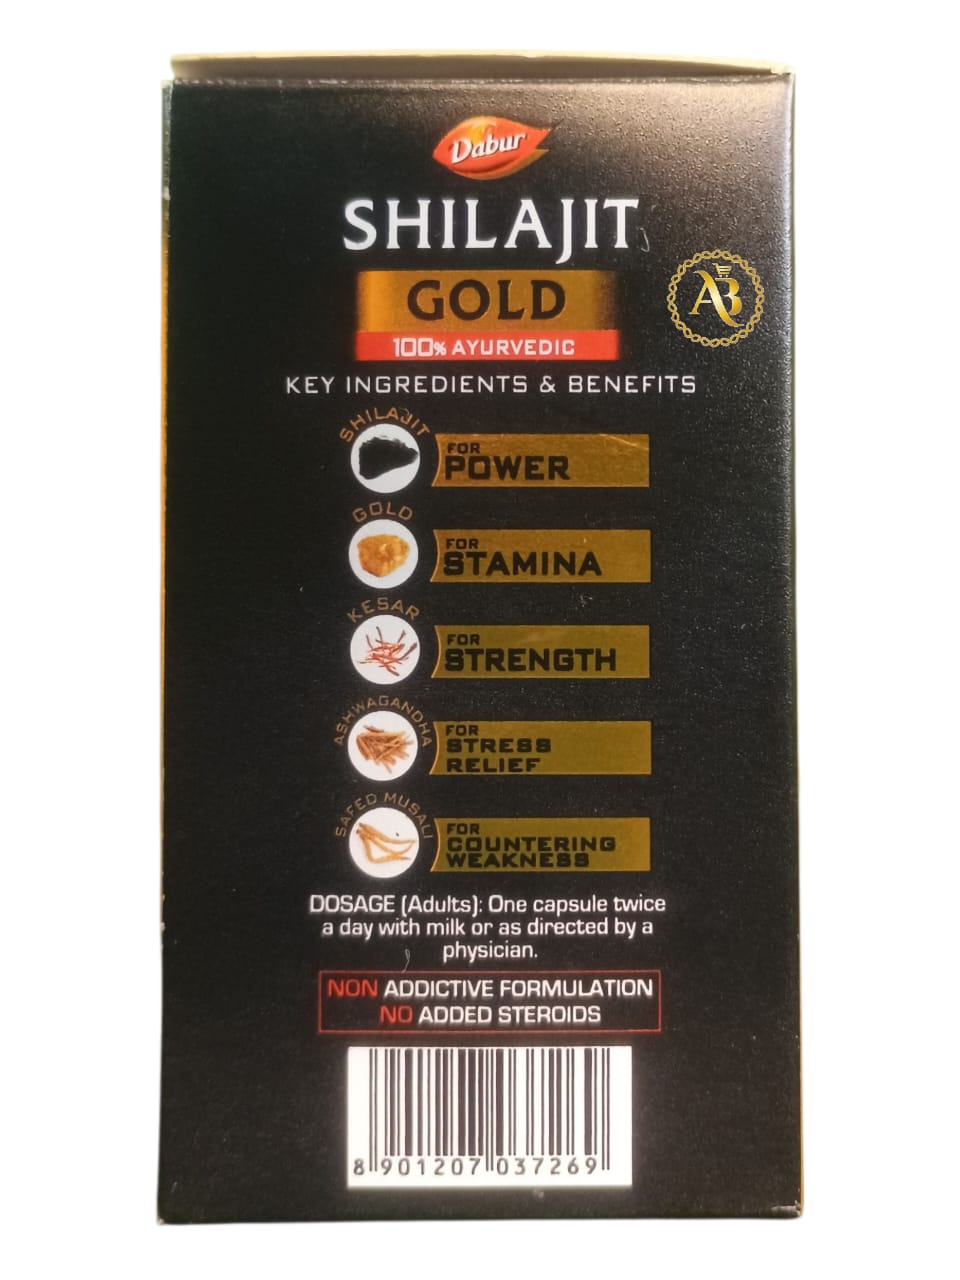 Dabur
SHILAJIT
GOLD
100% AYURVEDIC
AB
KEY INGREDIENTS & BENEFITS
SHILAJIT
FOR
POWER
GOLD
FOR
STAMINA
KESAR
FOR
STRENGTH
ASHWAGANDHA
FOR
STRESS
RELIEF
SAFED MUSALI
FOR
COUNTERING
WEAKNESS
DOSAGE (Adults): One capsule twice
a day with milk or as directed by a
physician.
NON ADDICTIVE FORMULATION
NO ADDED STEROIDS
8 901207 037269